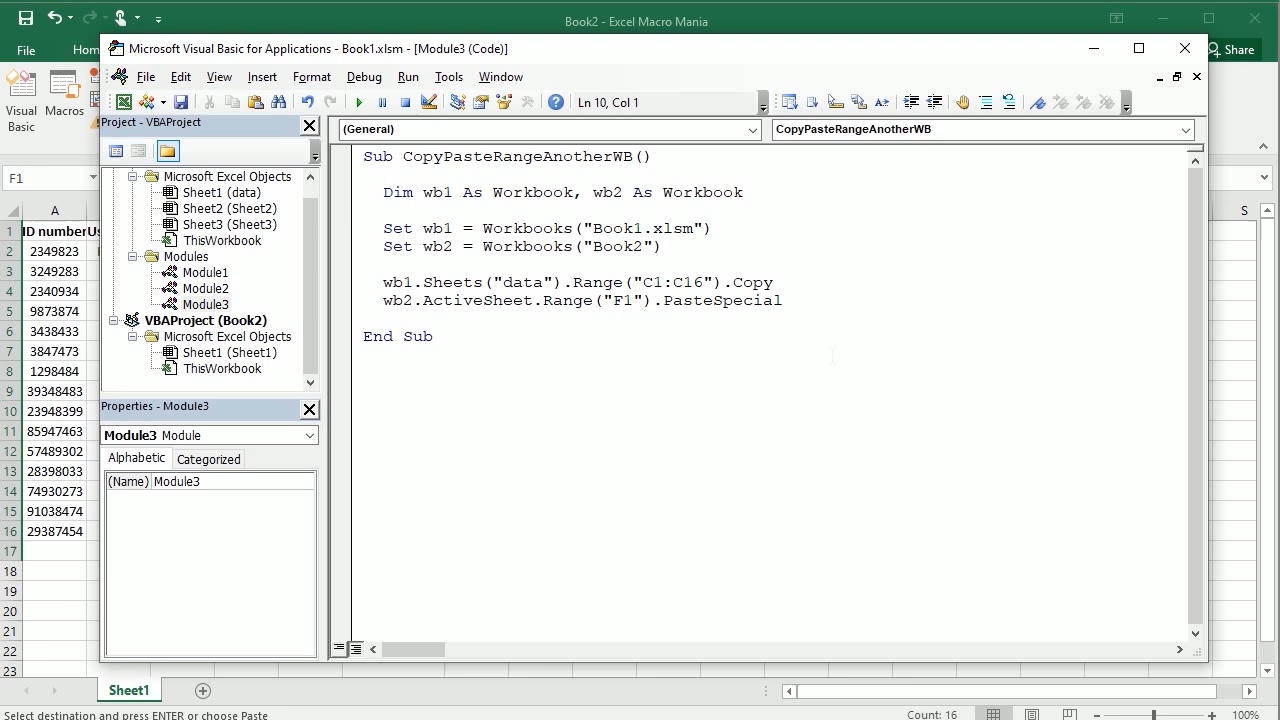 Book2 - Excel Macro Mania
File
Share
Visual Basic
Macros
F1
Microsoft Visual Basic for Applications - Book1.xlsm - [Module3 (Code)]
File Edit View Insert Format Debug Run Tools Window
Ln 10, Col 1
Project - VBAProject
Microsoft Excel Objects
Sheet1 (data)
Sheet2 (Sheet2)
Sheet3 (Sheet3)
ThisWorkbook
Modules
Module1
Module2
Module3
VBAProject (Book2)
Microsoft Excel Objects
Sheet1 (Sheet1)
ThisWorkbook
Properties - Module3
Module3 Module
Alphabetic Categorized
(Name) Module3
(General)
CopyPasteRangeAnotherWB
Sub CopyPasteRangeAnotherWB()
Dim wb1 As Workbook, wb2 As Workbook
Set wb1 = Workbooks("Book1.xlsm")
Set wb2 = Workbooks("Book2")
wb1.Sheets("data").Range("C1:C16").Copy
wb2.ActiveSheet.Range("F1").PasteSpecial
End Sub
A S
1 ID number
2 2349823
3 3249283
4 2340934
5 9873874
6 3438433
7 3847473
8 1298484
9 39348483
10 23948399
11 85947463
12 57489302
13 28398033
14 74930273
15 91038474
16 29387454
17
18
19
20
21
22
23
Sheet1
Select destination and press ENTER or choose Paste
Count: 16
100%